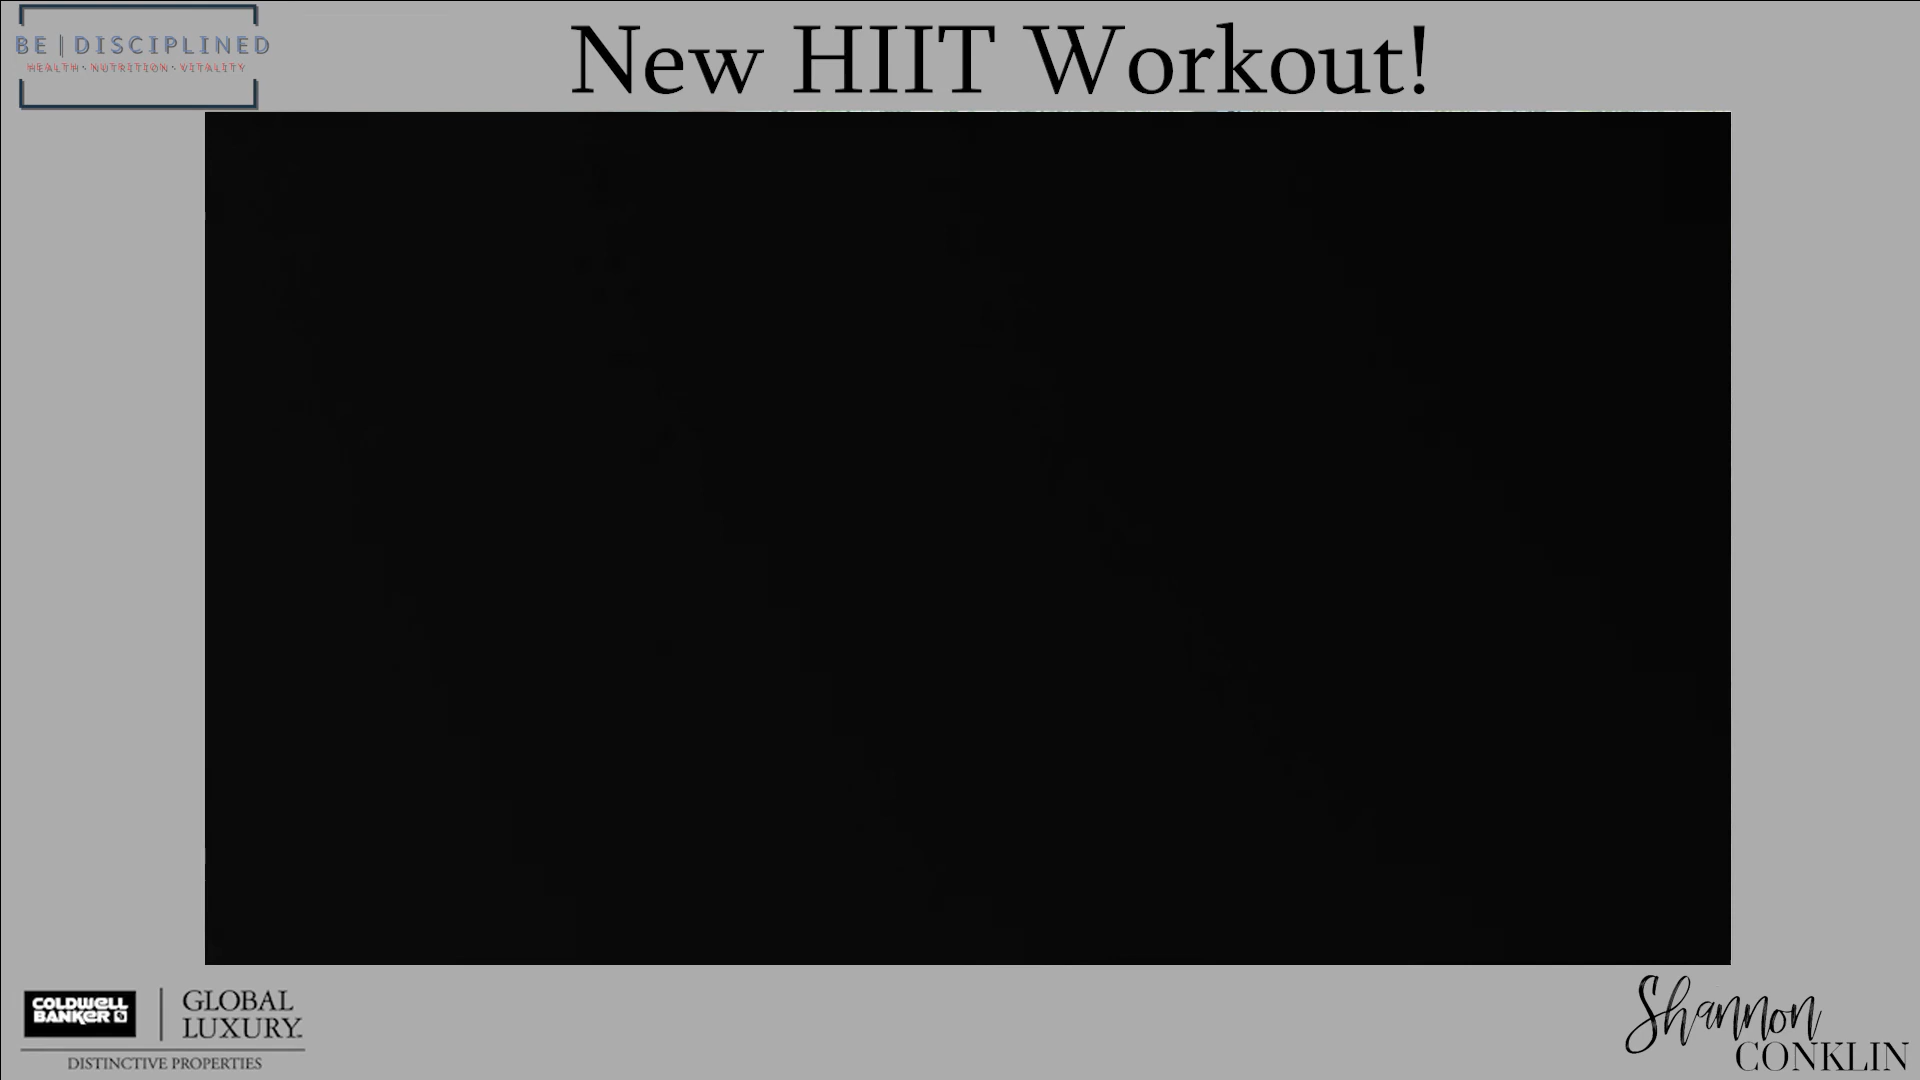 BE | DISCIPLINED
HEALTH · NUTRITION · VITALITY
New HIIT Workout!
COLDWELL
BANKER
GLOBAL
LUXURY
DISTINCTIVE PROPERTIES
Shannon
CONKLIN